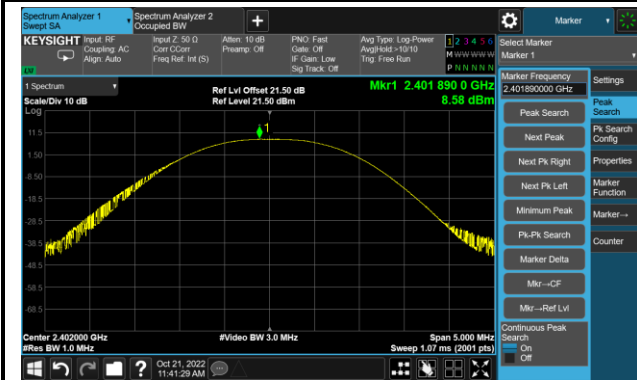 Spectrum Analyzer 1
Swept SA
Spectrum Analyzer 2
Occupied BW
+
Marker
KEYSIGHT
Input: RF
Coupling: AC
Align: Auto
Input Z: 50 Ω
Corr CCorr
Freq Ref: Int (S)
Atten: 10 dB
Preamp: Off
PNO: Fast
Gate: Off
IF Gain: Low
Sig Track: Off
Avg Type: Log-Power
Avg|Hold:>10/10
Trig: Free Run
1 2 3 4 5 6
M W W W W W
P N N N N N
Select Marker
Marker 1
1 Spectrum
Scale/Div 10 dB
Log
Ref Lvl Offset 21.50 dB
Ref Level 21.50 dBm
Mkr1 2.401 890 0 GHz
8.58 dBm
1
11.5
1.50
-8.50
-18.5
-28.5
-38.5
-48.5
-58.5
-68.5
Center 2.402000 GHz
#Res BW 1.0 MHz
#Video BW 3.0 MHz
Span 5.000 MHz
Sweep 1.07 ms (2001 pts)
Marker Frequency
2.401890000 GHz
Peak Search
Next Peak
Next Pk Right
Next Pk Left
Minimum Peak
Pk-Pk Search
Marker Delta
Mkr→CF
Mkr→Ref Lvl
Continuous Peak
Search
On
Off
Settings
Peak
Search
Pk Search
Config
Properties
Marker
Function
Marker→
Counter
?
Oct 21, 2022
11:41:29 AM